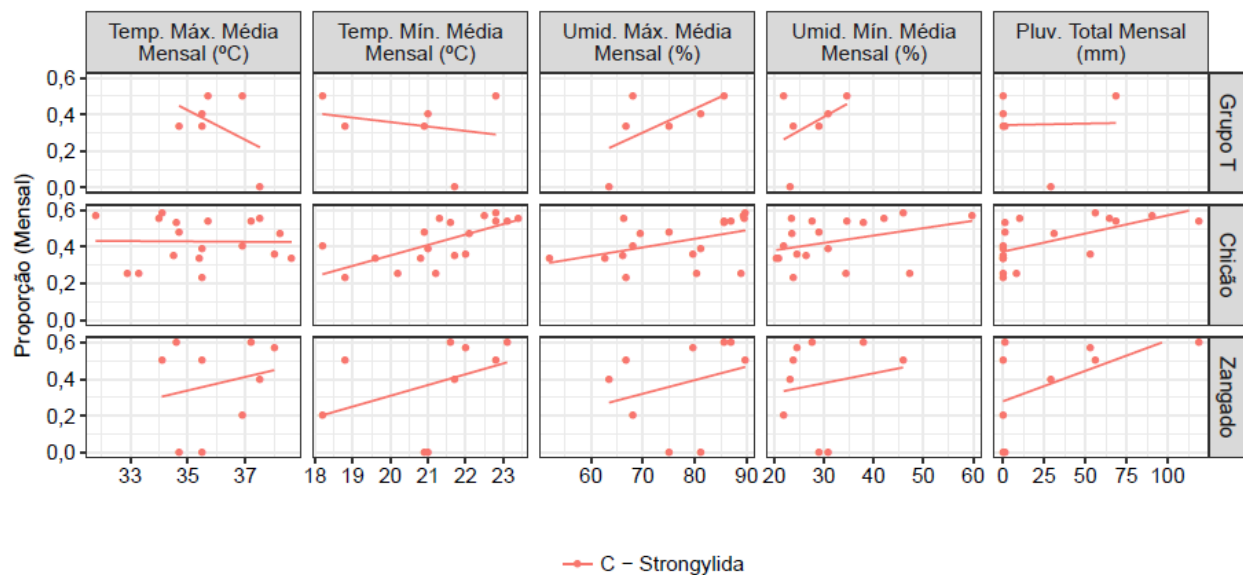 Temp. Máx. Média
Mensal (ºC)
Temp. Mín. Média
Mensal (ºC)
Umid. Máx. Média
Mensal (%)
Umid. Mín. Média
Mensal (%)
Pluv. Total Mensal
(mm)
Proporção (Mensal)
0,6
0,4
0,2
0,0
Grupo T
0,6
0,4
0,2
0,0
Chicão
0,6
0,4
0,2
0,0
Zangado
33 35 37
18 19 20 21 22 23
60 70 80 90
20 30 40 50
0 25 50 75 100
C − Strongylida